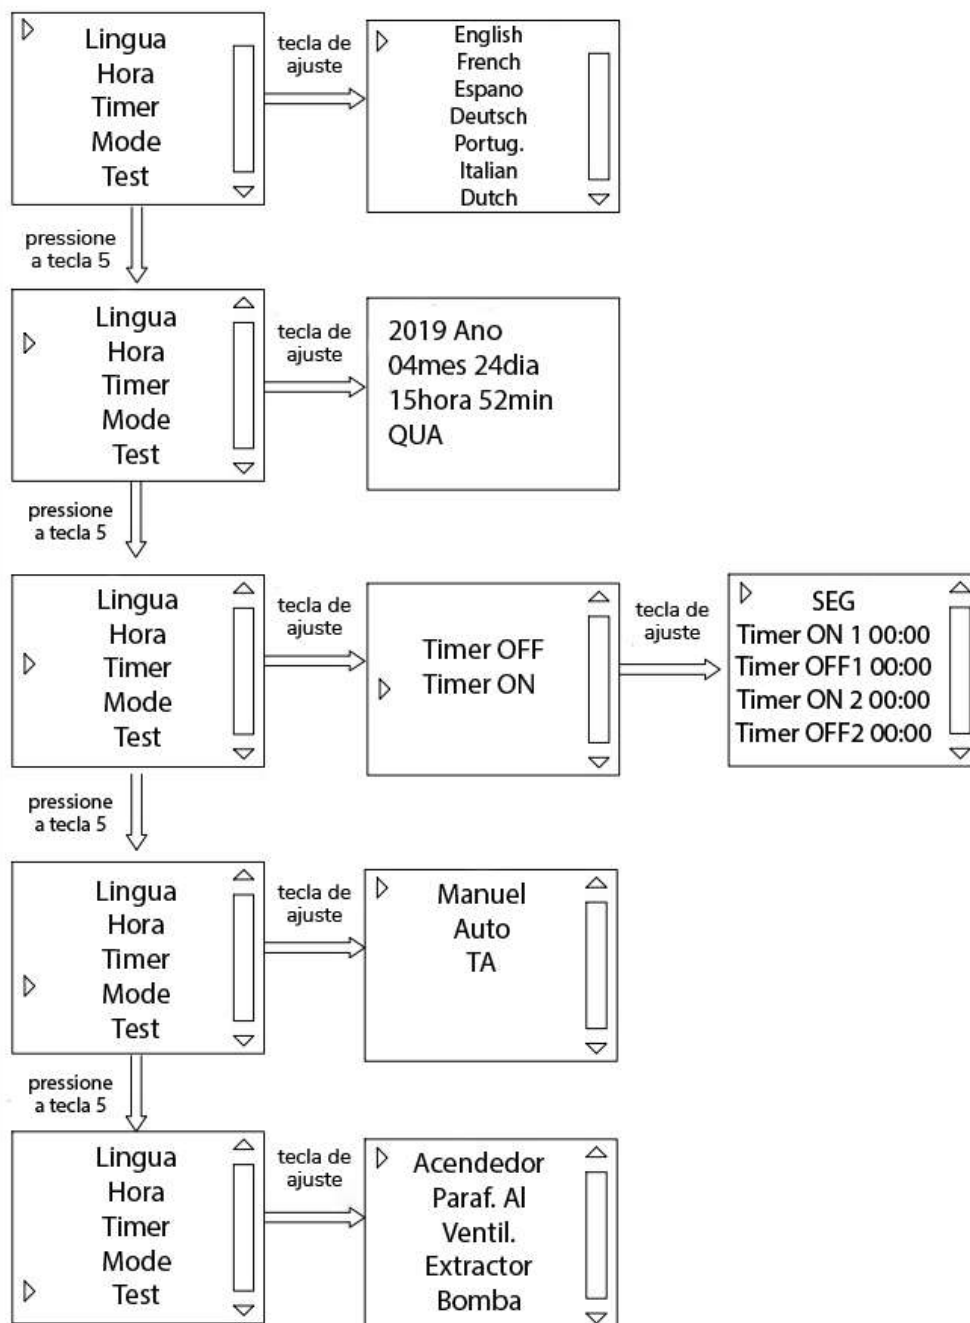 Lingua
Hora
Timer
Mode
Test
tecla de
ajuste
English
French
Espano
Deutsch
Portug.
Italian
Dutch
pressione
a tecla 5
Lingua
Hora
Timer
Mode
Test
tecla de
ajuste
2019 Ano
04mes 24dia
15hora 52min
QUA
pressione
a tecla 5
Lingua
Hora
Timer
Mode
Test
tecla de
ajuste
Timer OFF
Timer ON
tecla de
ajuste
SEG
Timer ON 1 00:00
Timer OFF1 00:00
Timer ON 2 00:00
Timer OFF2 00:00
pressione
a tecla 5
Lingua
Hora
Timer
Mode
Test
tecla de
ajuste
Manuel
Auto
TA
pressione
a tecla 5
Lingua
Hora
Timer
Mode
Test
tecla de
ajuste
Acendedor
Paraf. Al
Ventil.
Extractor
Bomba